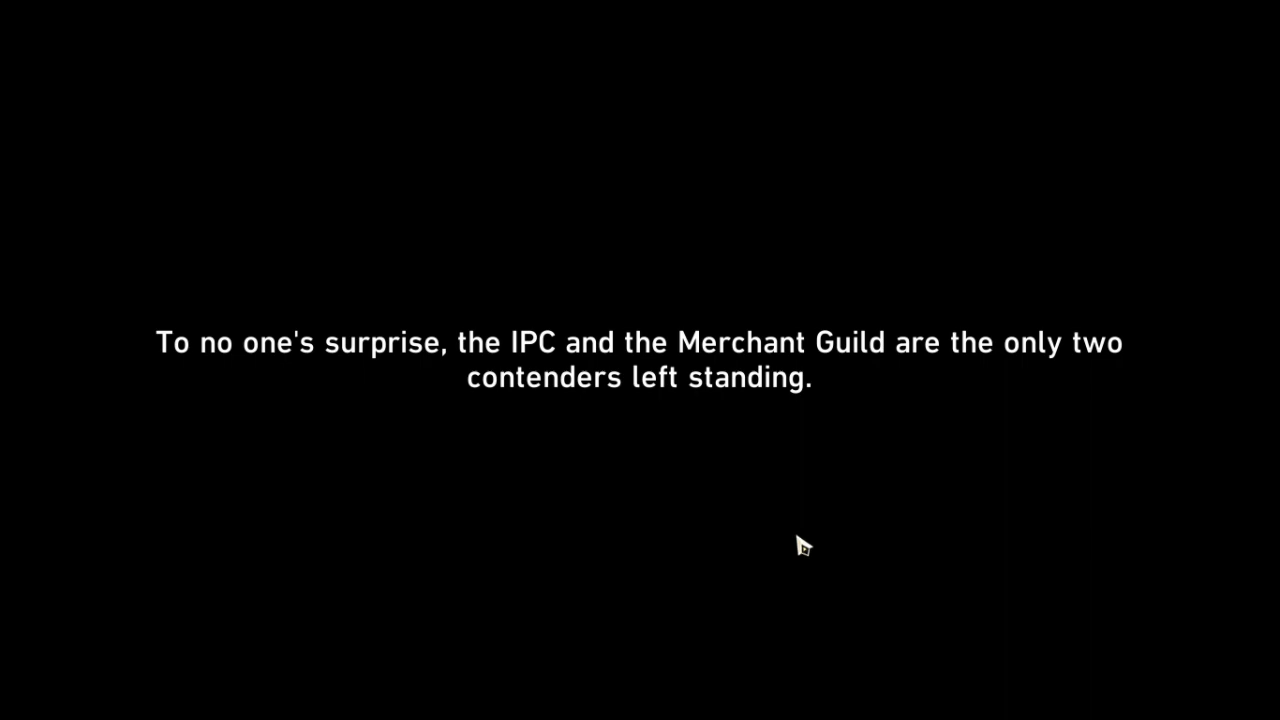 To no one's surprise, the IPC and the Merchant Guild are the only two
contenders left standing.